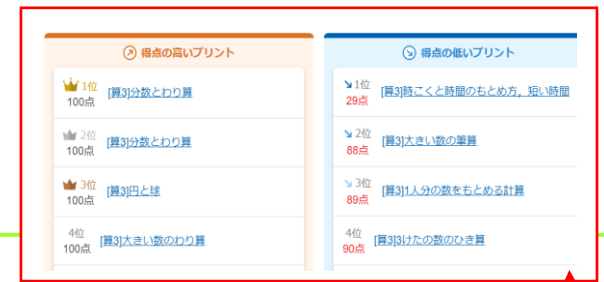 得点の高いプリント
1位
100点
[算3]分数とわり算
2位
100点
[算3]分数とわり算
3位
100点
[算3]円と球
4位
100点
[算3]大きい数のわり算
得点の低いプリント
1位
29点
[算3]時こくと時間のもとめ方，短い時間
2位
88点
[算3]大きい数の筆算
3位
89点
[算3]1人分の数をもとめる計算
4位
90点
[算3]3けたの数のひき算